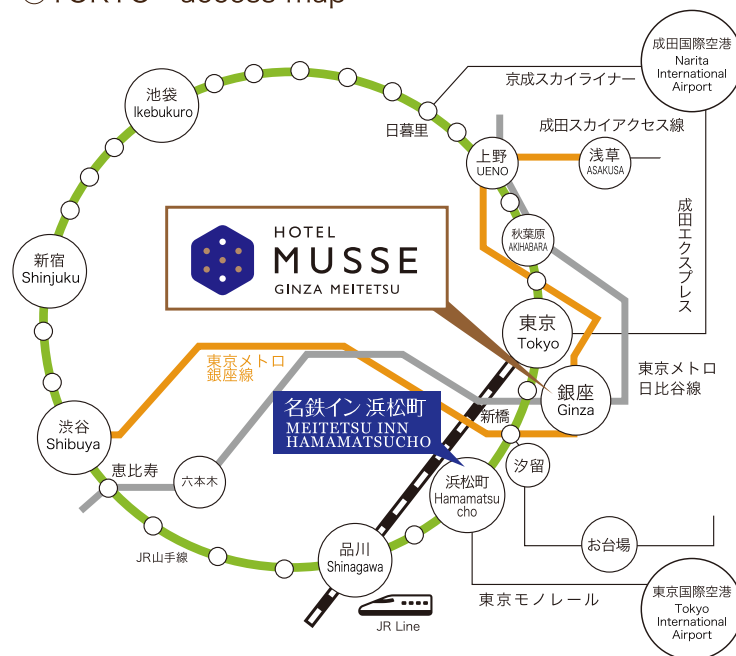 TOKYO access map
成田国際空港
Narita
International
Airport
京成スカイライナー
池袋
Ikebukuro
日暮里
成田スカイアクセス線
上野
UENO
浅草
ASAKUSA
成田エクスプレス
秋葉原
AKIHABARA
HOTEL
MUSSE
GINZA MEITETSU
新宿
Shinjuku
東京
Tokyo
東京メトロ
銀座線
東京メトロ
日比谷線
銀座
Ginza
名鉄イン 浜松町
MEITETSU INN
HAMAMATSUCHO
新橋
渋谷
Shibuya
恵比寿
六本木
汐留
浜松町
Hamamatsu
cho
JR山手線
品川
Shinagawa
お台場
東京モノレール
東京国際空港
Tokyo
International
Airport
JR Line